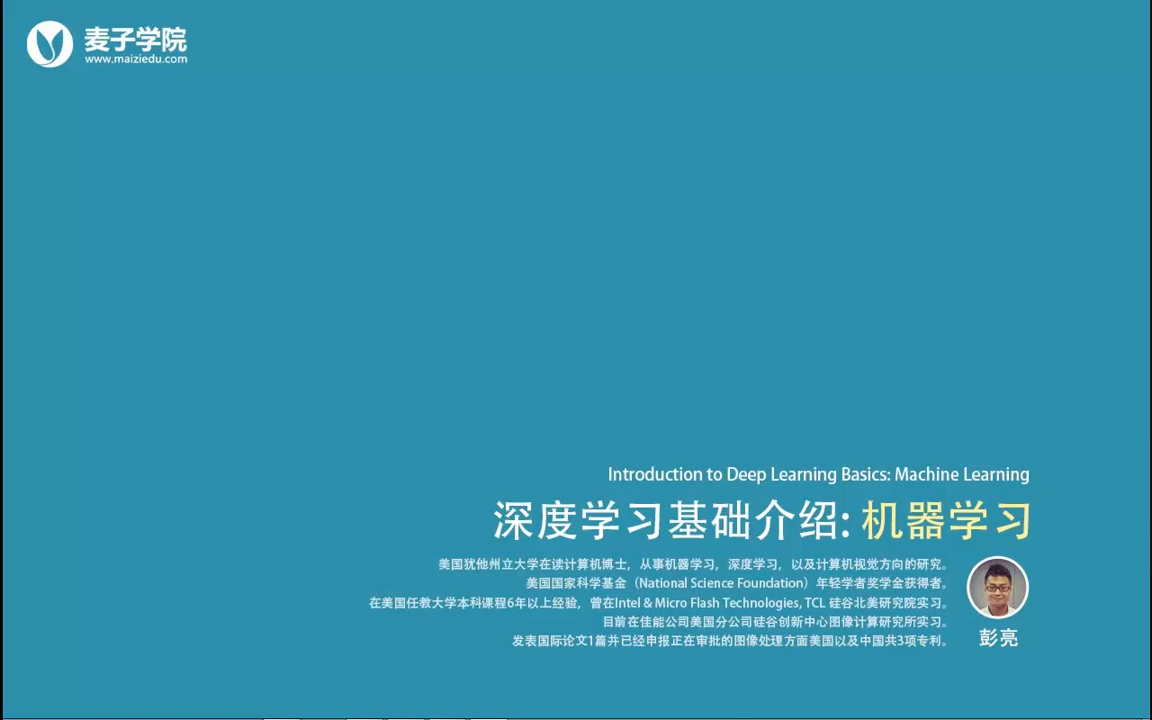 麦子学院
www.maiziedu.com
Introduction to Deep Learning Basics: Machine Learning
深度学习基础介绍: 机器学习
美国犹他州立大学在读计算机博士，从事机器学习，深度学习，以及计算机视觉方向的研究。
美国国家科学基金（National Science Foundation）年轻学者奖学金获得者。
在美国任教大学本科课程6年以上经验，曾在Intel & Micro Flash Technologies, TCL 硅谷北美研究院实习。
目前在佳能公司美国分公司硅谷创新中心图像计算研究所实习。
发表国际论文1篇并已经申报正在审批的图像处理方面美国以及中国共3项专利。
彭亮